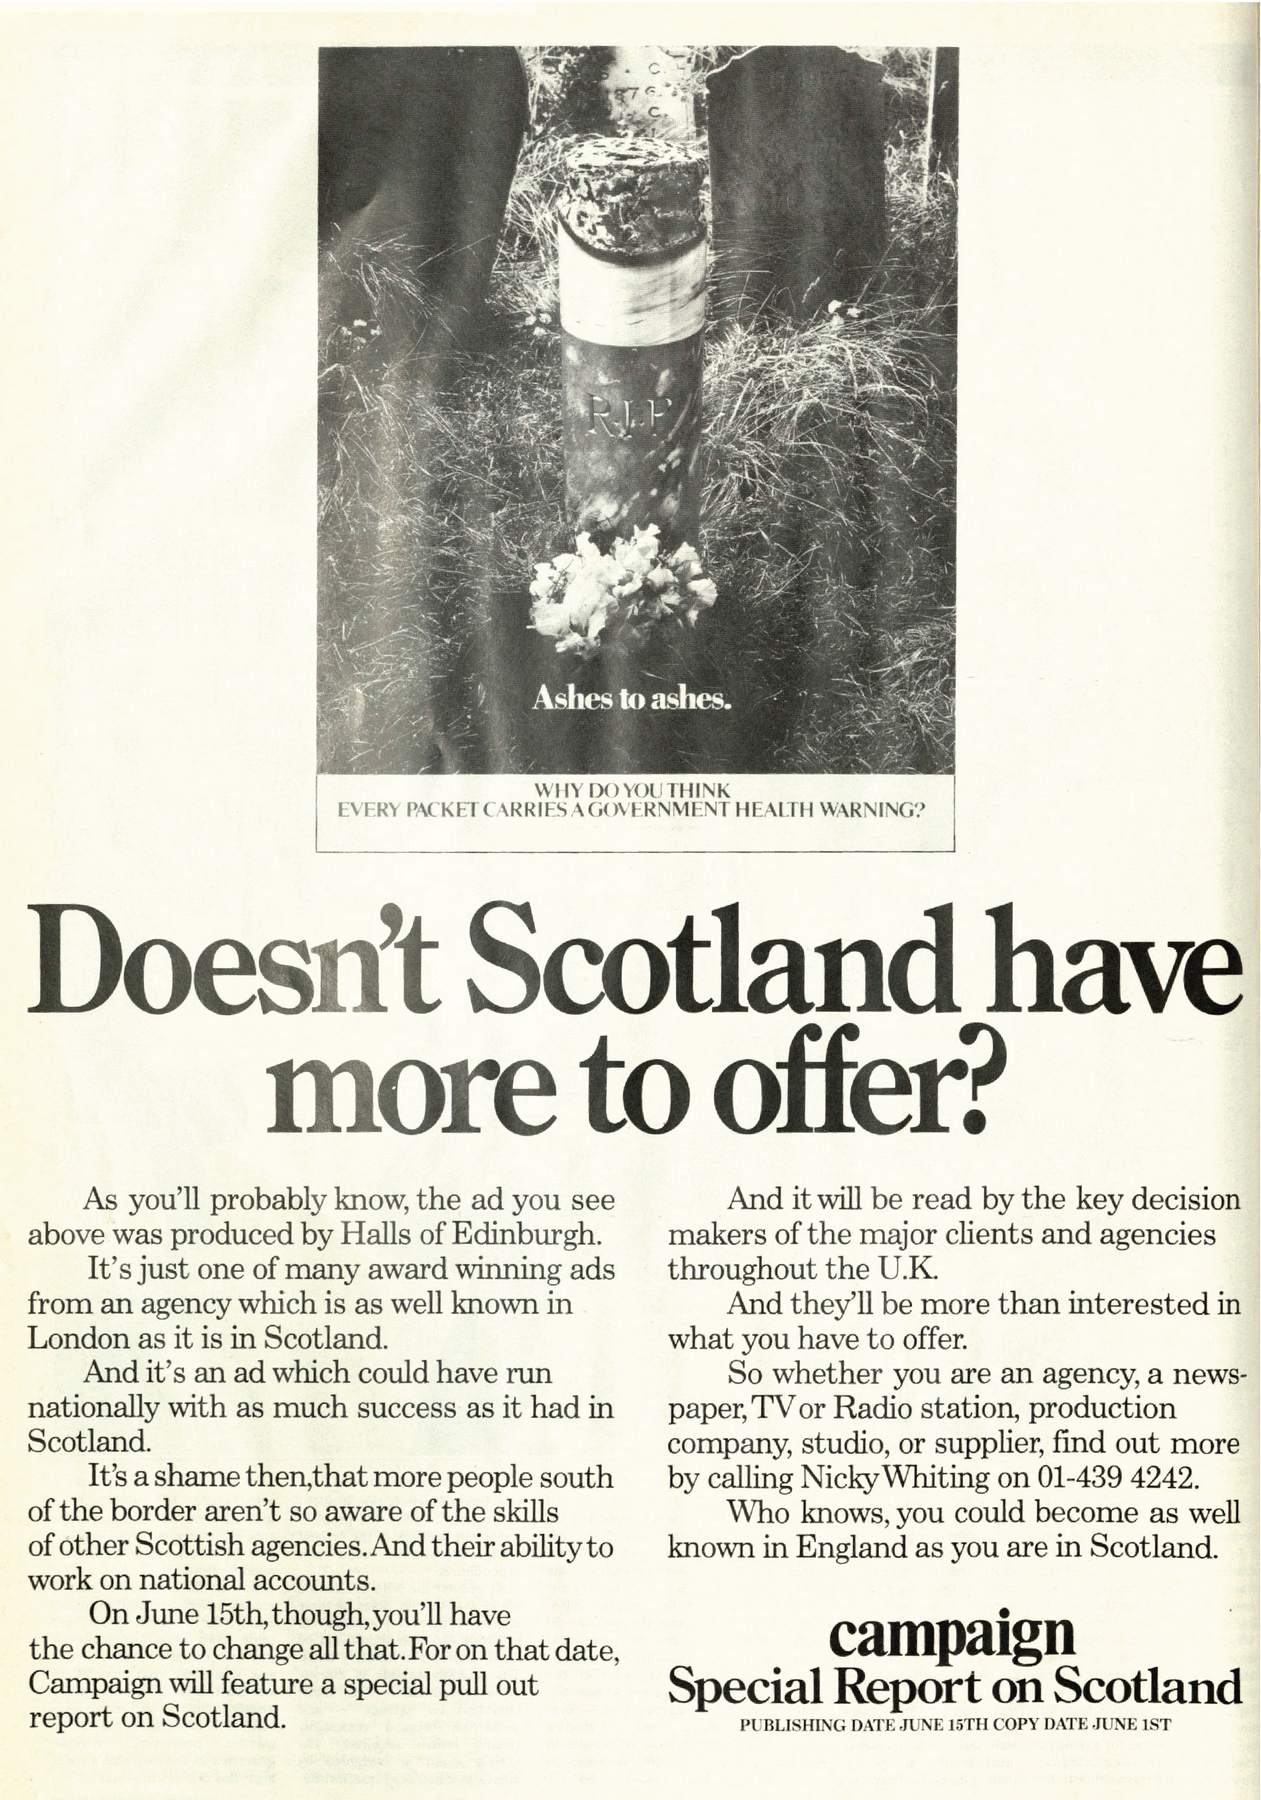 C.
1876.
C.
R.I.P
Ashes to ashes.
WHY DO YOU THINK
EVERY PACKET CARRIES A GOVERNMENT HEALTH WARNING?
Doesn't Scotland have
more to offer?
As you'll probably know, the ad you see
above was produced by Halls of Edinburgh.
It's just one of many award winning ads
from an agency which is as well known in
London as it is in Scotland.
And it's an ad which could have run
nationally with as much success as it had in
Scotland.
It's a shame then, that more people south
of the border aren't so aware of the skills
of other Scottish agencies. And their ability to
work on national accounts.
On June 15th, though, you'll have
the chance to change all that. For on that date,
Campaign will feature a special pull out
report on Scotland.
And it will be read by the key decision
makers of the major clients and agencies
throughout the U.K.
And they'll be more than interested in
what you have to offer.
So whether you are an agency, a news-
paper, TV or Radio station, production
company, studio, or supplier, find out more
by calling Nicky Whiting on 01-439 4242.
Who knows, you could become as well
known in England as you are in Scotland.
campaign
Special Report on Scotland
PUBLISHING DATE JUNE 15TH COPY DATE JUNE 1ST